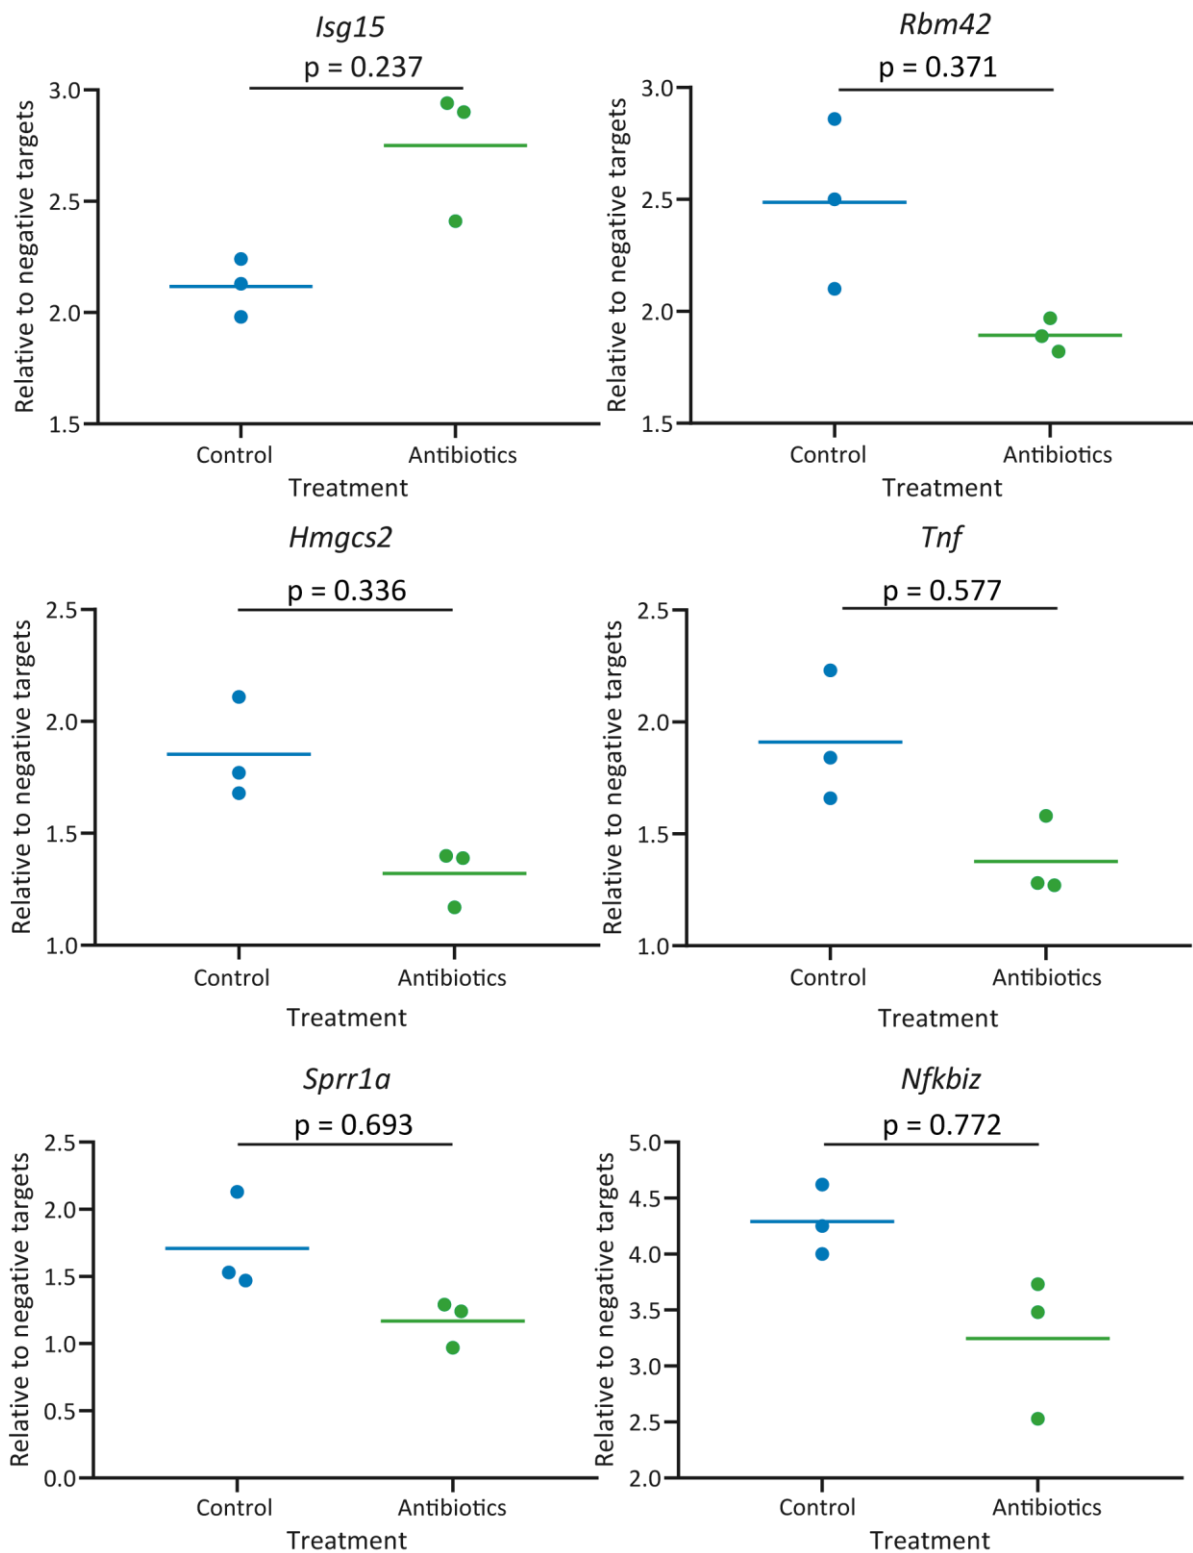 Isg15
p = 0.237
Relative to negative targets
3.0
2.5
2.0
1.5
Control
Antibiotics
Treatment
Rbm42
p = 0.371
Relative to negative targets
3.0
2.5
2.0
1.5
Control
Antibiotics
Treatment
Hmgcs2
p = 0.336
Relative to negative targets
2.5
2.0
1.5
1.0
Control
Antibiotics
Treatment
Tnf
p = 0.577
Relative to negative targets
2.5
2.0
1.5
1.0
Control
Antibiotics
Treatment
Sprr1a
p = 0.693
Relative to negative targets
2.5
2.0
1.5
1.0
0.5
0.0
Control
Antibiotics
Treatment
Nfkbiz
p = 0.772
Relative to negative targets
5.0
4.5
4.0
3.5
3.0
2.5
2.0
Control
Antibiotics
Treatment